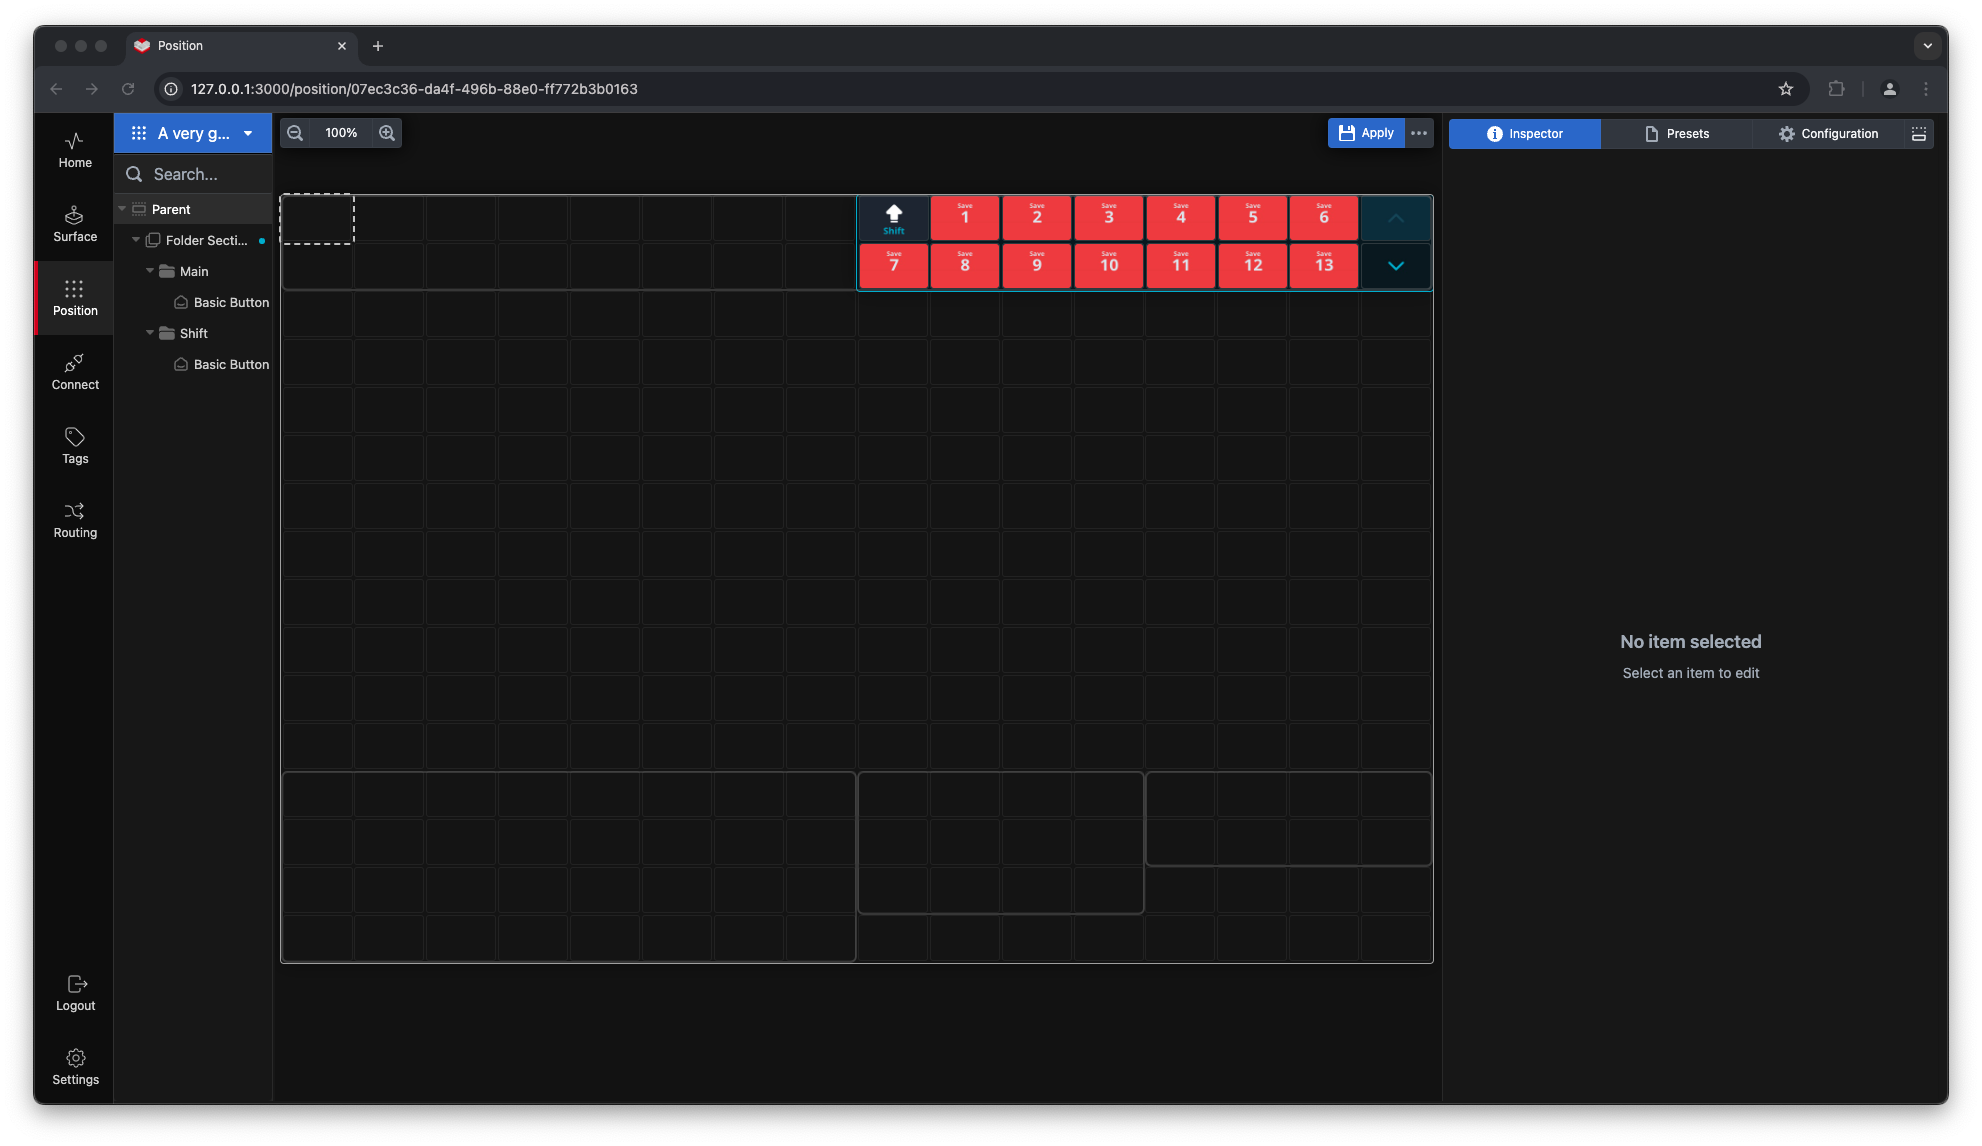 Position
127.0.0.1:3000/position/07ec3c36-da4f-496b-88e0-ff772b3b0163
Home
Surface
Position
Connect
Tags
Routing
Logout
Settings
A very g...
Search...
Parent
Folder Secti...
Main
Basic Button
Shift
Basic Button
100%
Apply
Shift
Save
1
Save
2
Save
3
Save
4
Save
5
Save
6
Save
7
Save
8
Save
9
Save
10
Save
11
Save
12
Save
13
Inspector
Presets
Configuration
No item selected
Select an item to edit